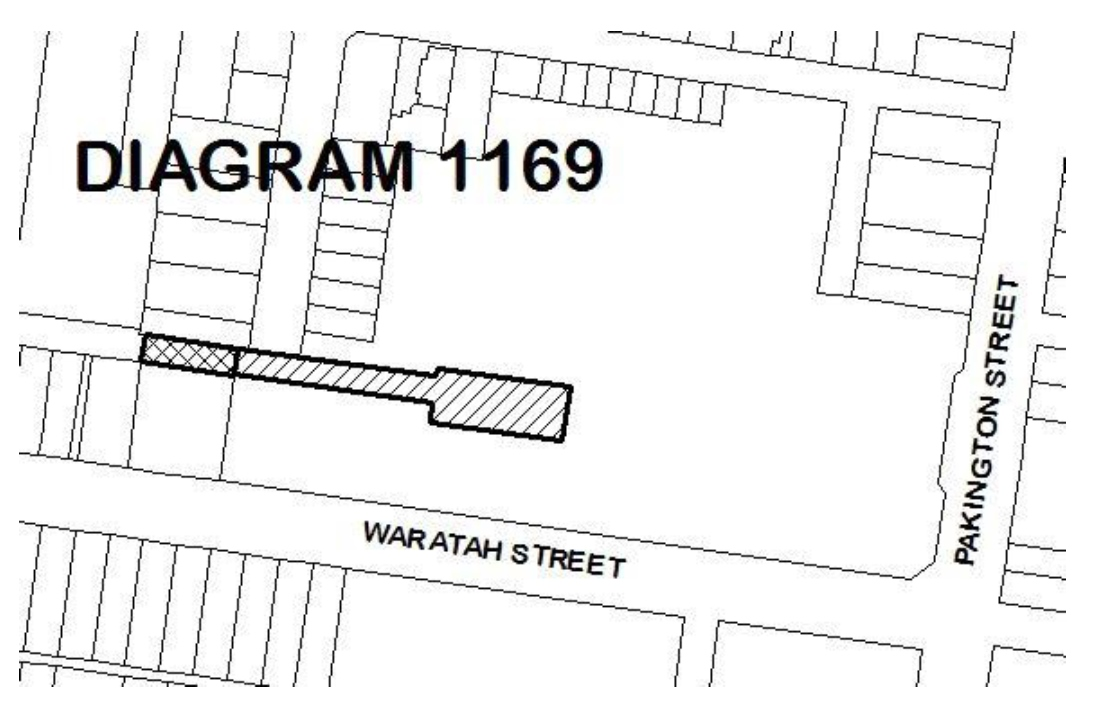 DIAGRAM 1169
PAKINGTON STREET
WARATAH STREET